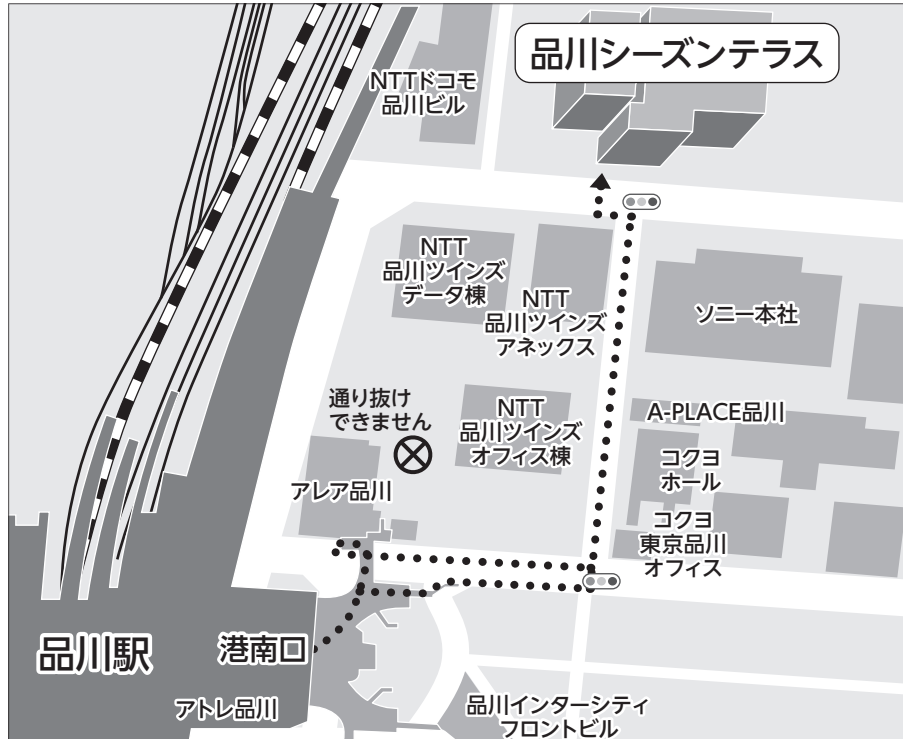 品川シーズンテラス
NTTドコモ
品川ビル
NTT
品川ツインズ
データ棟
NTT
品川ツインズ
アネックス
ソニー本社
通り抜け
できません
NTT
品川ツインズ
オフィス棟
A-PLACE品川
コクヨ
ホール
アレア品川
コクヨ
東京品川
オフィス
品川駅
港南口
アトレ品川
品川インターシティ
フロントビル